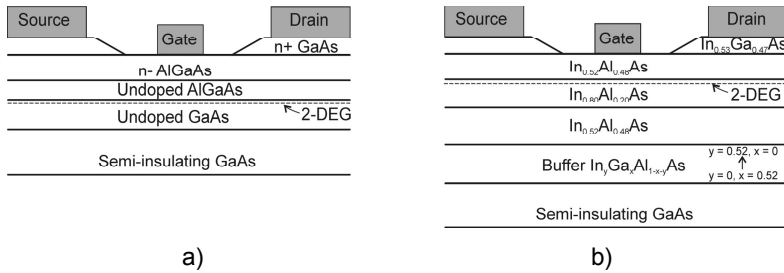 Source
Drain
Gate
n+ GaAs
n- AlGaAs
Undoped AlGaAs
Undoped GaAs
2-DEG
Semi-insulating GaAs
a)
Source
Drain
Gate
In0.53Ga0.47As
In0.52Al0.48As
In0.80Al0.20As
2-DEG
In0.52Al0.48As
Buffer InyGaxAl1-x-yAs
y = 0.52, x = 0
y = 0, x = 0.52
Semi-insulating GaAs
b)